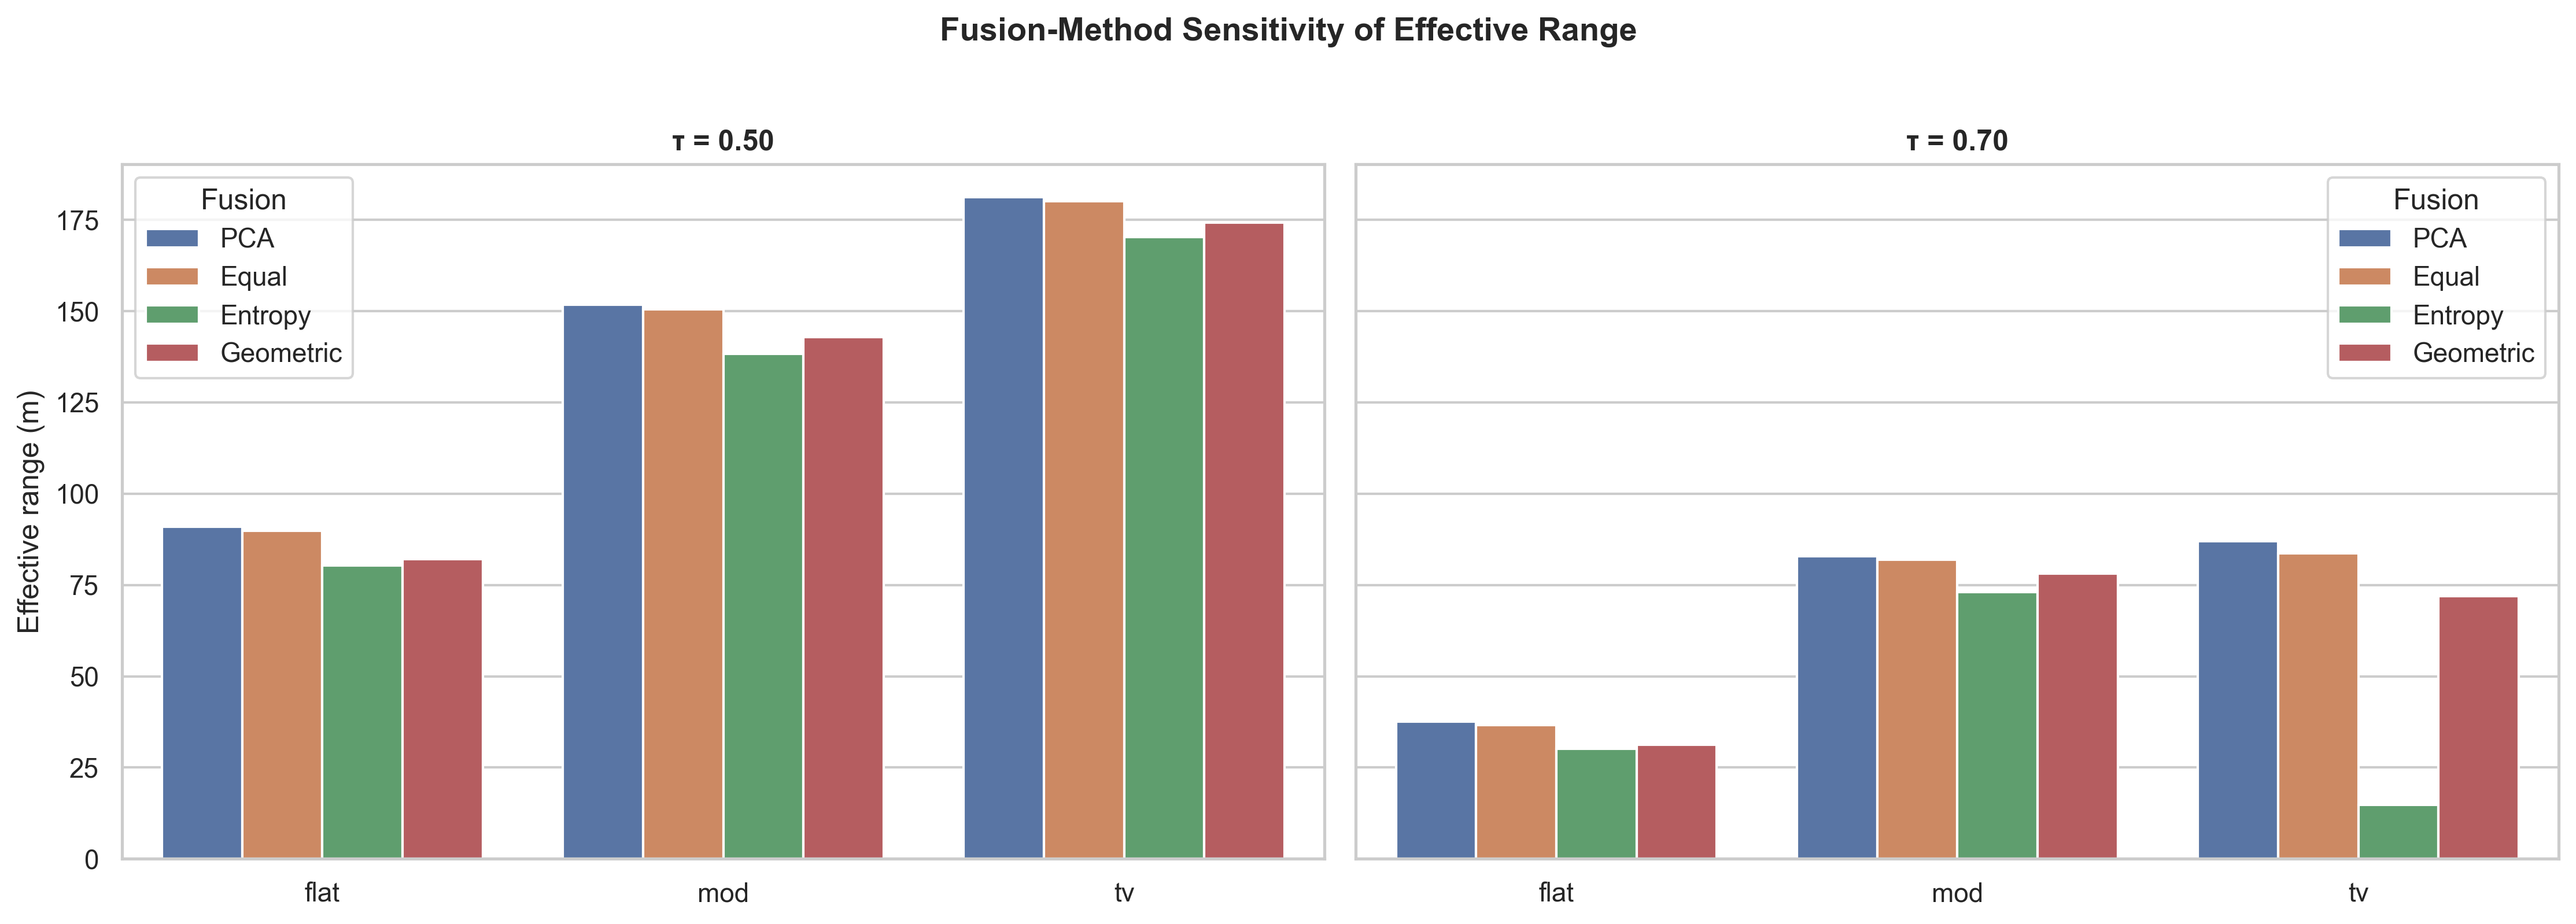 Fusion-Method Sensitivity of Effective Range
τ = 0.50
Effective range (m)
175
150
125
100
75
50
25
0
Fusion
PCA
Equal
Entropy
Geometric
flat
mod
tv
τ = 0.70
Fusion
PCA
Equal
Entropy
Geometric
flat
mod
tv